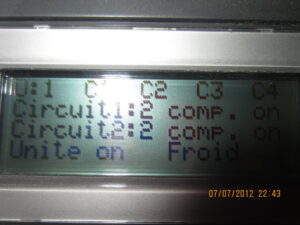 U:1 C1 C2 C3 C4
Circuit1:2 comp. on
Circuit2:2 comp. on
Unite on Froid
07/07/2012 22:43